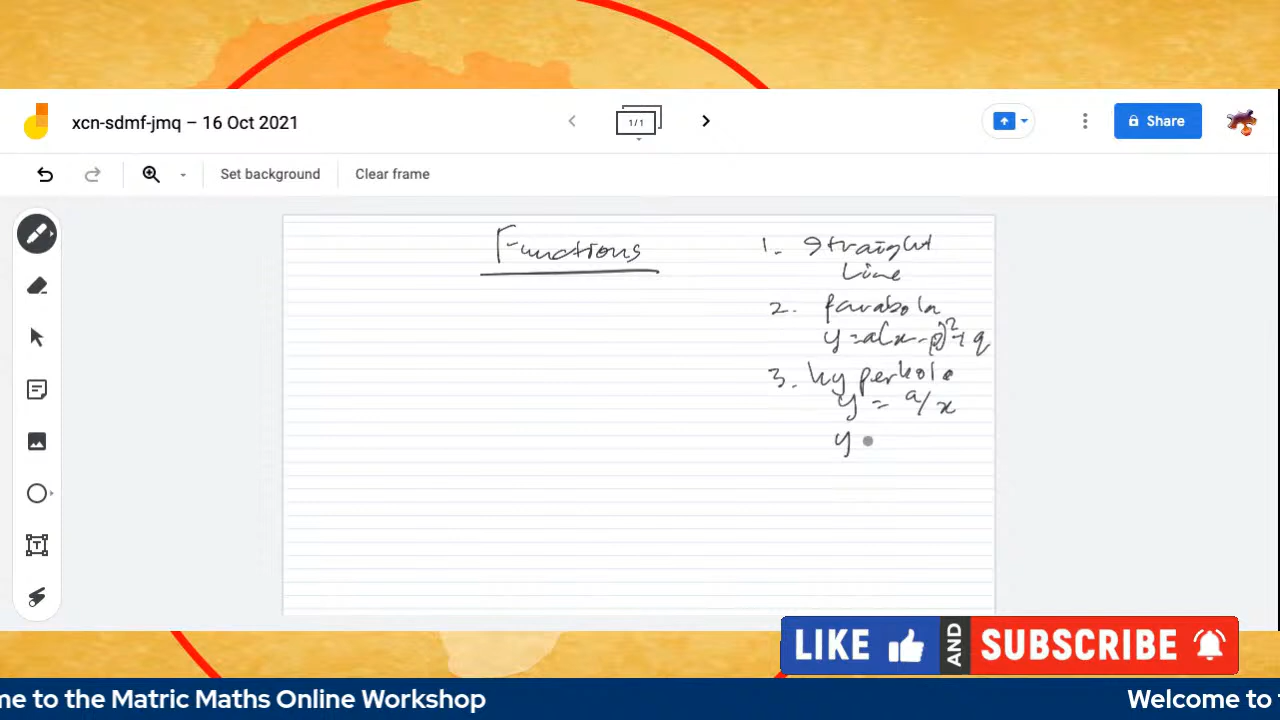 xcn-sdmf-jmq – 16 Oct 2021
1/1
Share
Set background
Clear frame
Functions
1. Straight
Line
2. parabola
y = a(x - p)² + q
3. hyperbola
y = a/x
y
LIKE AND SUBSCRIBE
me to the Matric Maths Online Workshop
Welcome to